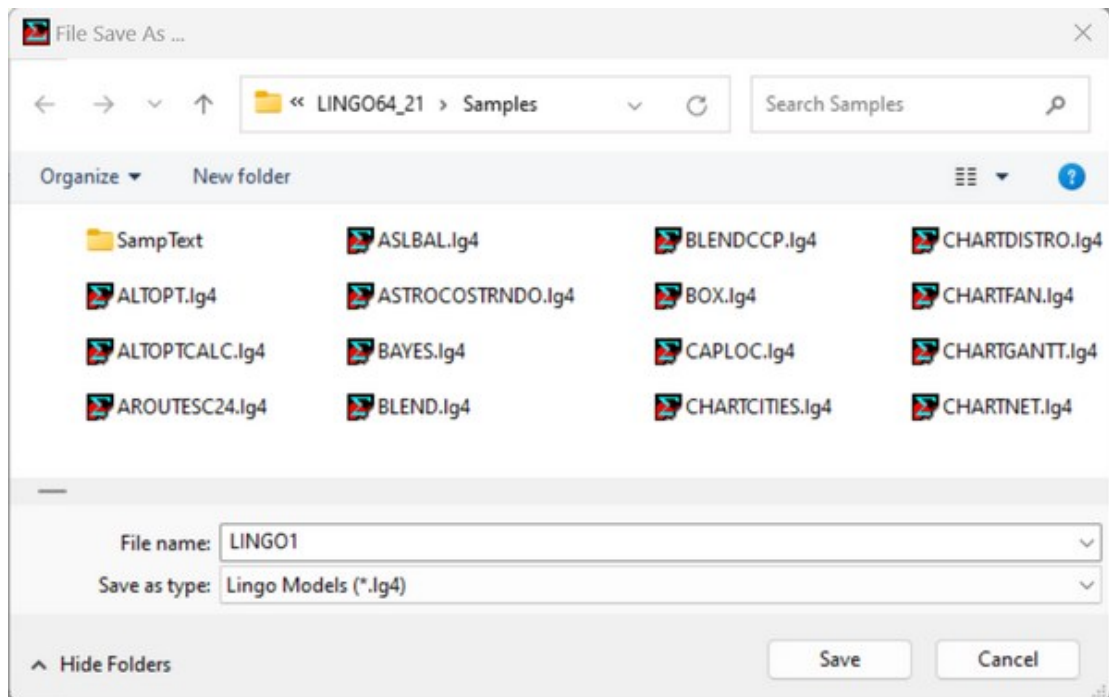 File Save As ...
« LINGO64_21 › Samples
Search Samples
Organize
New folder
SampText
ASLBAL.lg4
BLENDCCP.lg4
CHARTDISTRO.lg4
ALTOPT.lg4
ASTROCOSTRNDO.lg4
BOX.lg4
CHARTFAN.lg4
ALTOPTCALC.lg4
BAYES.lg4
CAPLOC.lg4
CHARTGANTT.lg4
AROUTESC24.lg4
BLEND.lg4
CHARTCITIES.lg4
CHARTNET.lg4
File name: LINGO1
Save as type: Lingo Models (*.lg4)
Hide Folders
Save
Cancel